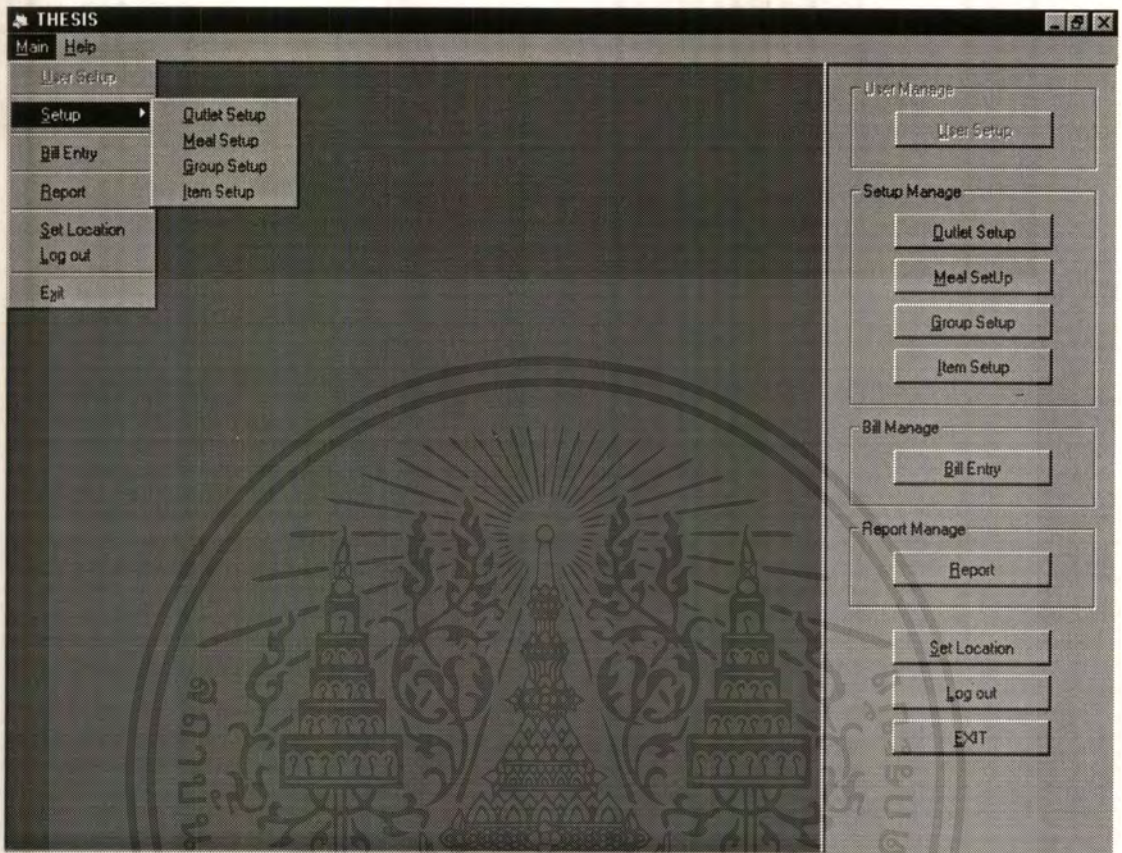 THESIS
Main Help
User Setup
Setup
Bill Entry
Report
Set Location
Log out
Exit
Outlet Setup
Meal Setup
Group Setup
Item Setup
User Manage
User Setup
Setup Manage
Outlet Setup
Meal SetUp
Group Setup
Item Setup
Bill Manage
Bill Entry
Report Manage
Report
Set Location
Log out
EXIT